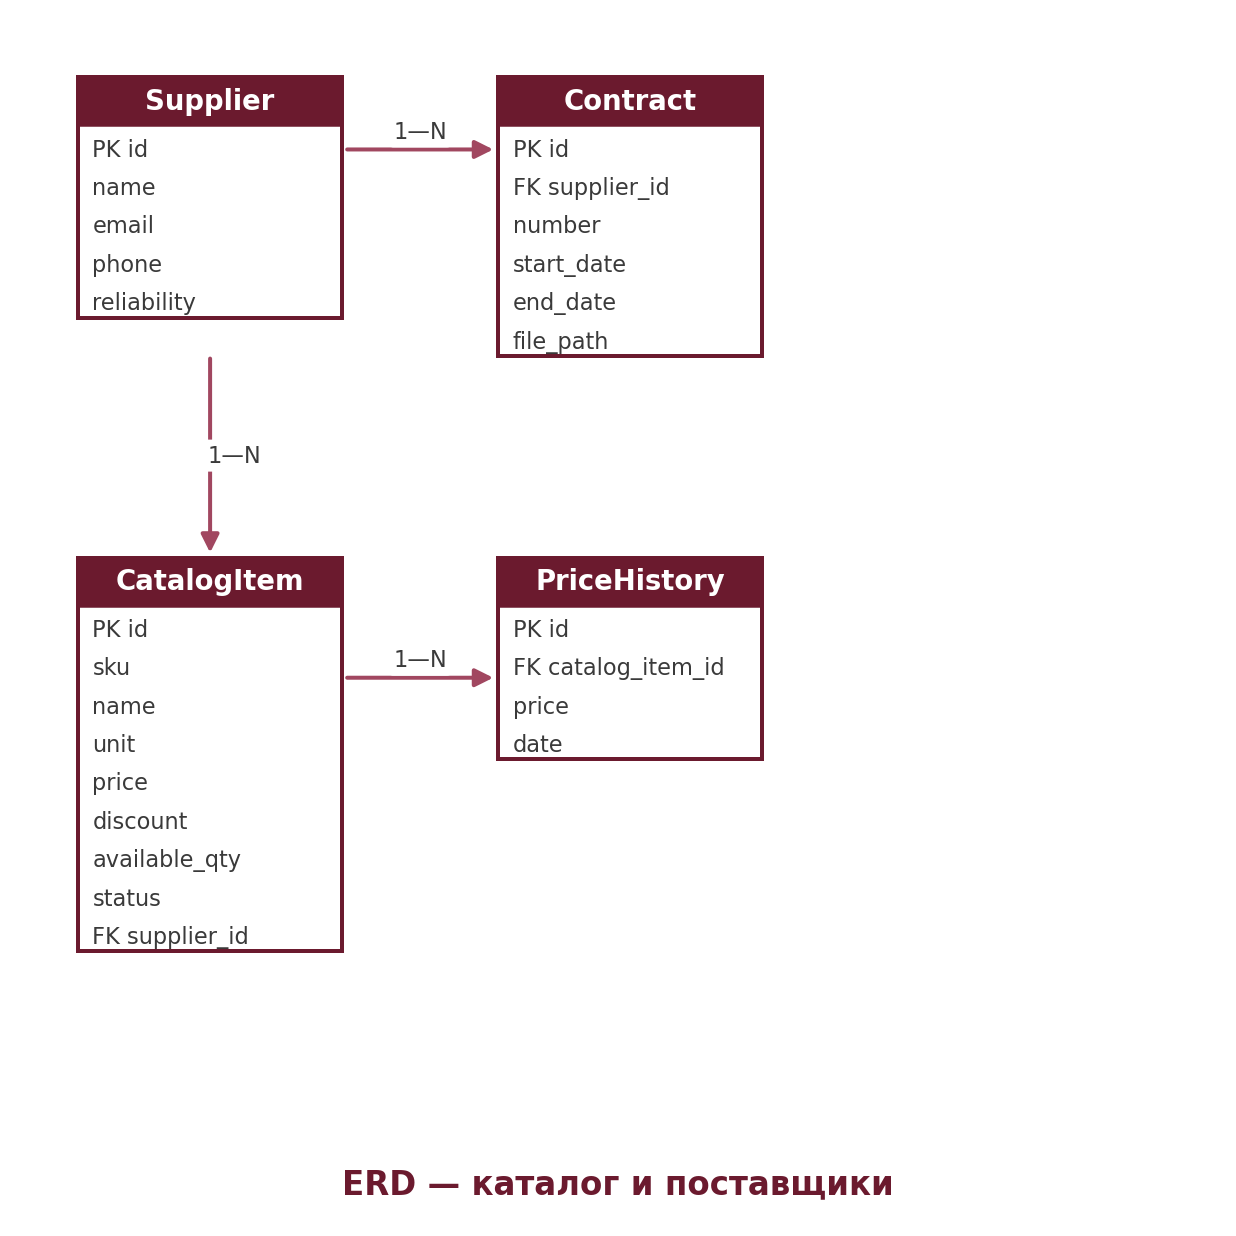 Supplier
PK id
name
email
phone
reliability
1—N
Contract
PK id
FK supplier_id
number
start_date
end_date
file_path
1—N
CatalogItem
PK id
sku
name
unit
price
discount
available_qty
status
FK supplier_id
1—N
PriceHistory
PK id
FK catalog_item_id
price
date
ERD — каталог и поставщики